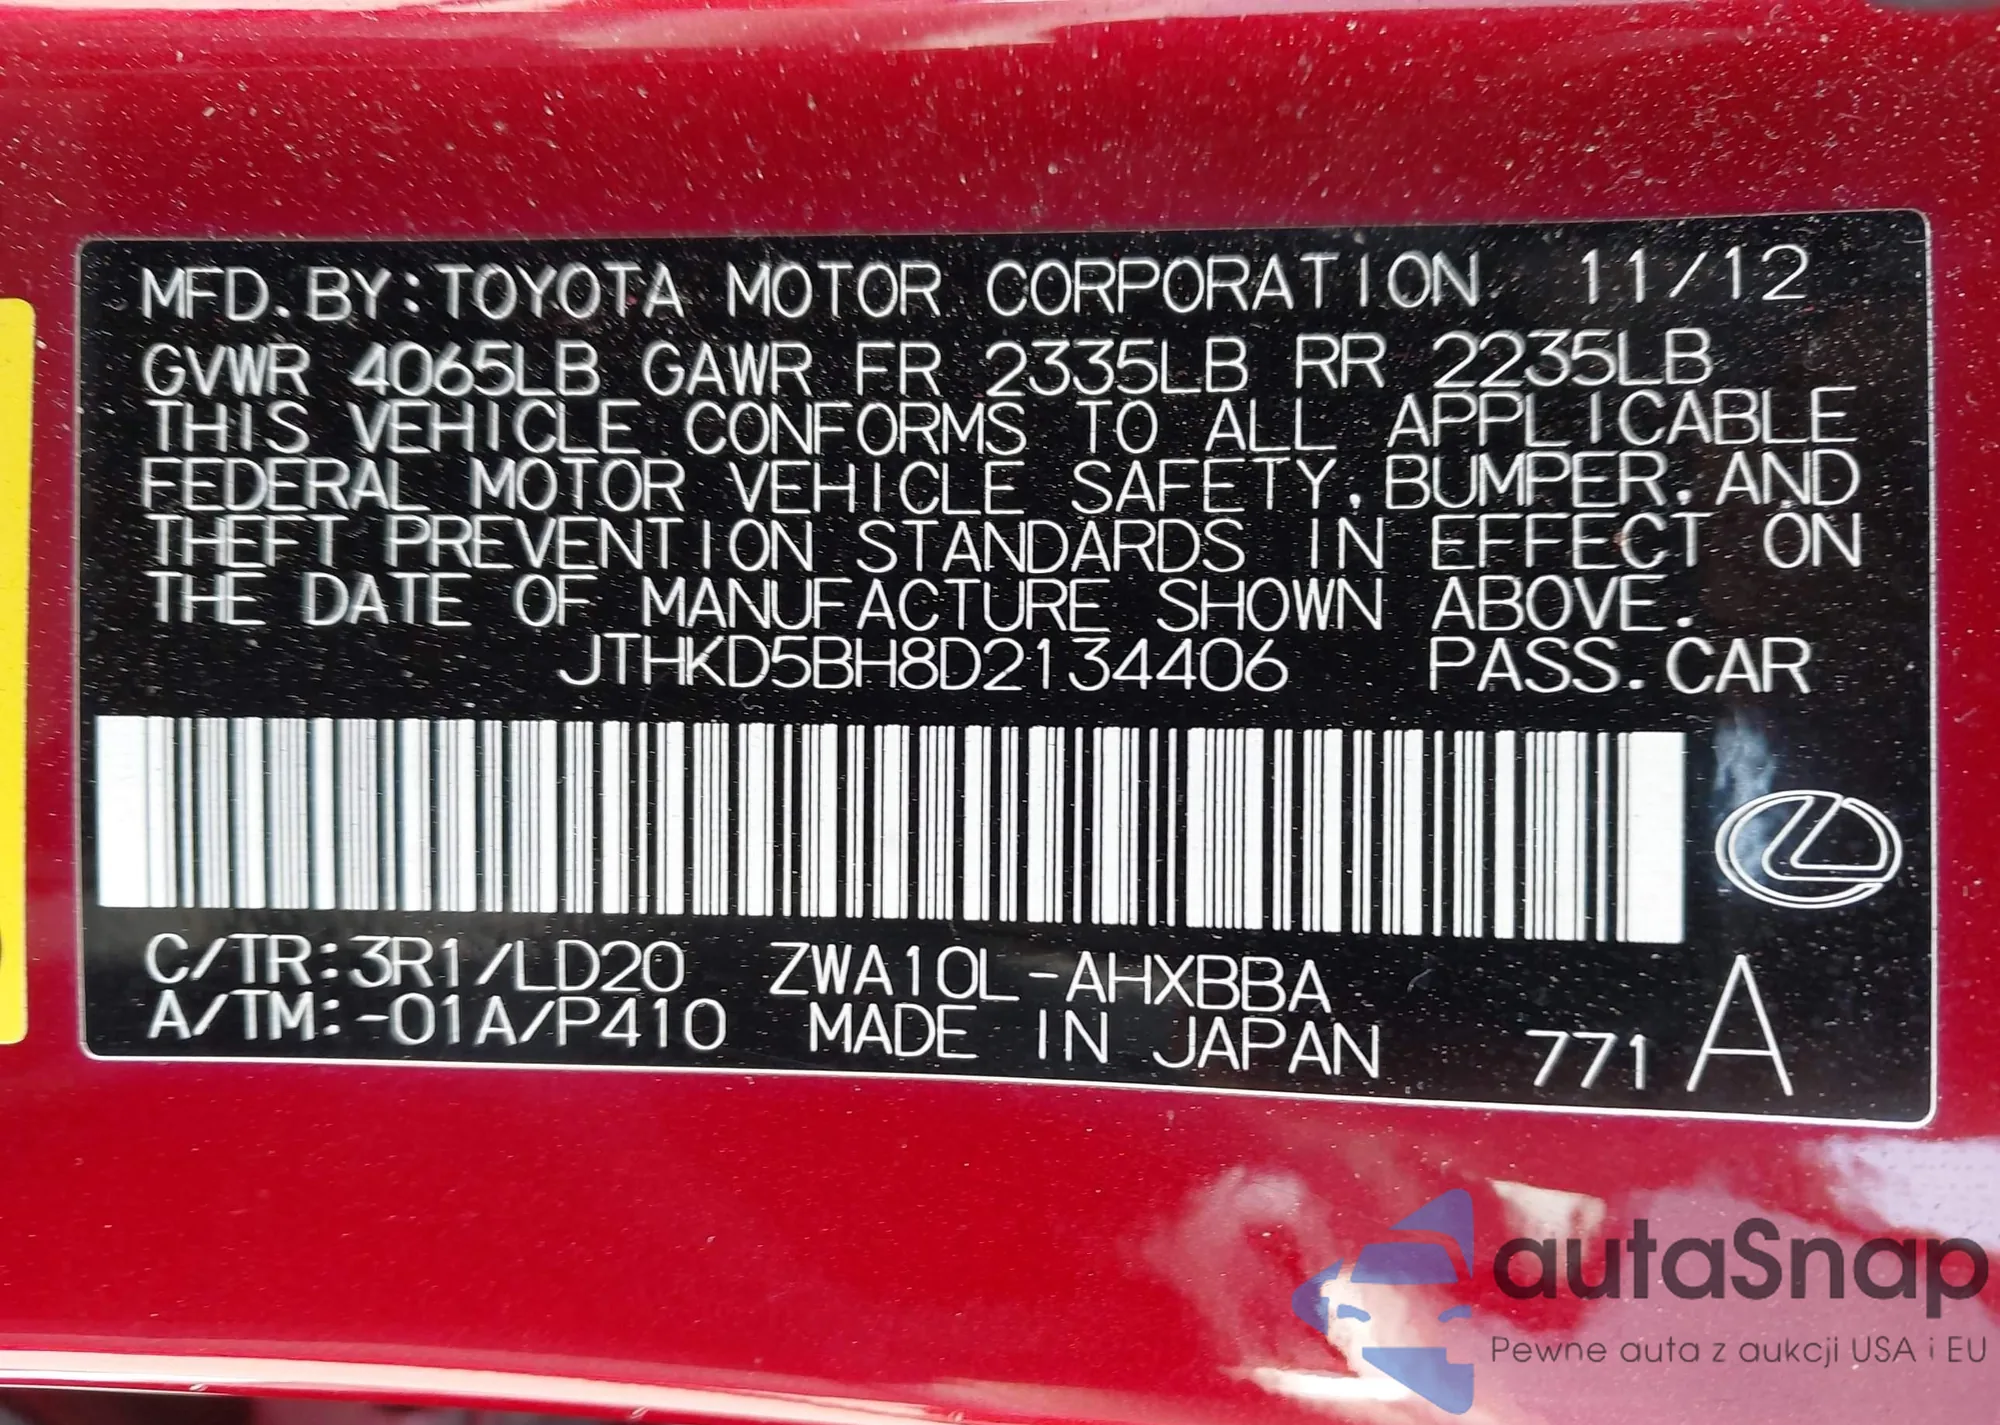 MFD. BY: TOYOTA MOTOR CORPORATION 11/12
GVWR 4065LB GAWR FR 2335LB RR 2235LB
THIS VEHICLE CONFORMS TO ALL APPLICABLE
FEDERAL MOTOR VEHICLE SAFETY, BUMPER, AND
THEFT PREVENTION STANDARDS IN EFFECT ON
THE DATE OF MANUFACTURE SHOWN ABOVE.
JTHKD5BH8D2134406 PASS. CAR
C/TR: 3R1/LD20 ZWA10L-AHXBBA
A/TM: -01A/P410 MADE IN JAPAN 771 A
autaSnap
Pewne auta z aukcji USA i EU